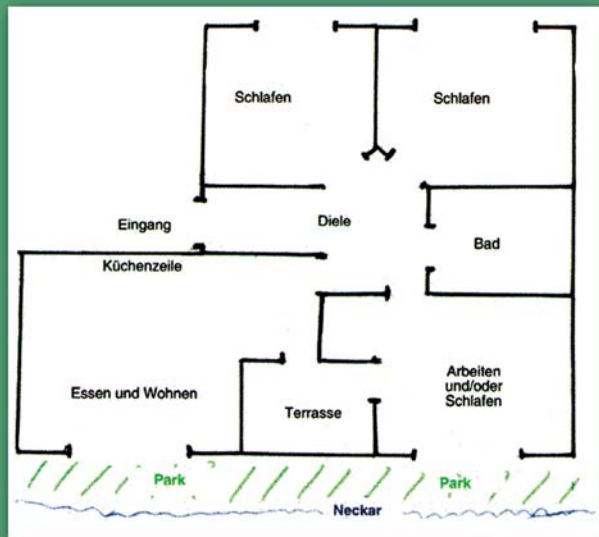 Schlafen
Schlafen
Eingang
Diele
Bad
Küchenzeile
Essen und Wohnen
Terrasse
Arbeiten
und/oder
Schlafen
Park
Park
Neckar